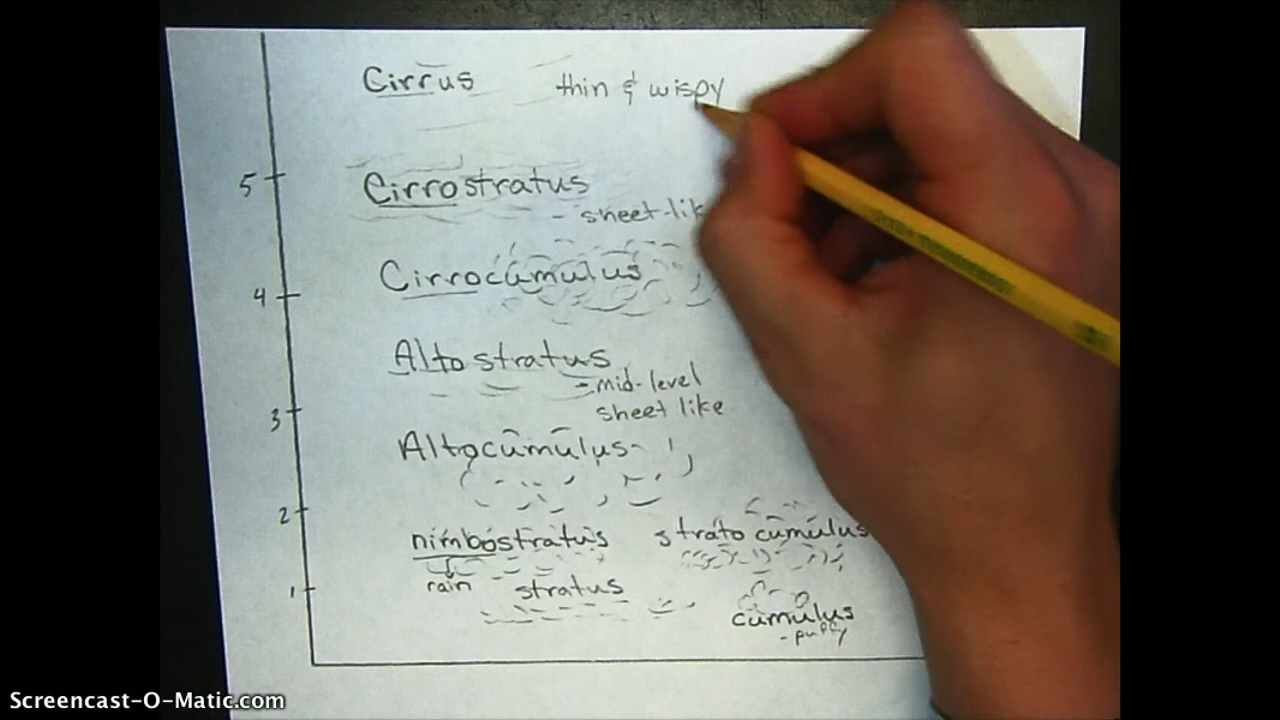 Cirrus thin & wispy
5
Cirrostratus
- sheet-lik
Cirrocumulus
4
Altostratus
- mid-level
sheet like
3
Altocumulus
2
nimbostratus stratocumulus
rain stratus
1
cumulus
- puffy
Screencast-O-Matic.com